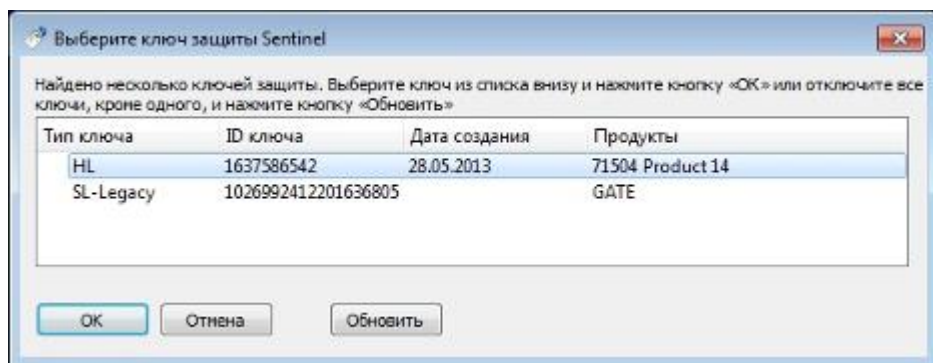 Выберите ключ защиты Sentinel
Найдено несколько ключей защиты. Выберите ключ из списка внизу и нажмите кнопку «ОК» или отключите все
ключи, кроме одного, и нажмите кнопку «Обновить»
Тип ключа ID ключа Дата создания Продукты
HL 1637586542 28.05.2013 71504 Product 14
SL-Legacy 1026992412201636805 GATE
ОК Отмена Обновить